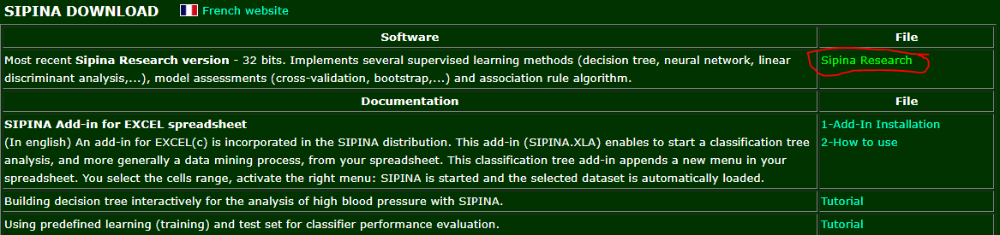 SIPINA DOWNLOAD French website
Software File
Most recent Sipina Research version - 32 bits. Implements several supervised learning methods (decision tree, neural network, linear Sipina Research
discriminant analysis,...), model assessments (cross-validation, bootstrap,...) and association rule algorithm.
Documentation File
SIPINA Add-in for EXCEL spreadsheet 1-Add-In Installation
(In english) An add-in for EXCEL(c) is incorporated in the SIPINA distribution. This add-in (SIPINA.XLA) enables to start a classification tree 2-How to use
analysis, and more generally a data mining process, from your spreadsheet. This classification tree add-in appends a new menu in your
spreadsheet. You select the cells range, activate the right menu: SIPINA is started and the selected dataset is automatically loaded.
Building decision tree interactively for the analysis of high blood pressure with SIPINA. Tutorial
Using predefined learning (training) and test set for classifier performance evaluation. Tutorial